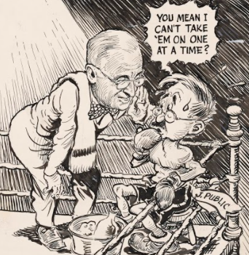 YOU MEAN I
CAN'T TAKE
'EM ON ONE
AT A TIME?
PUBLIC